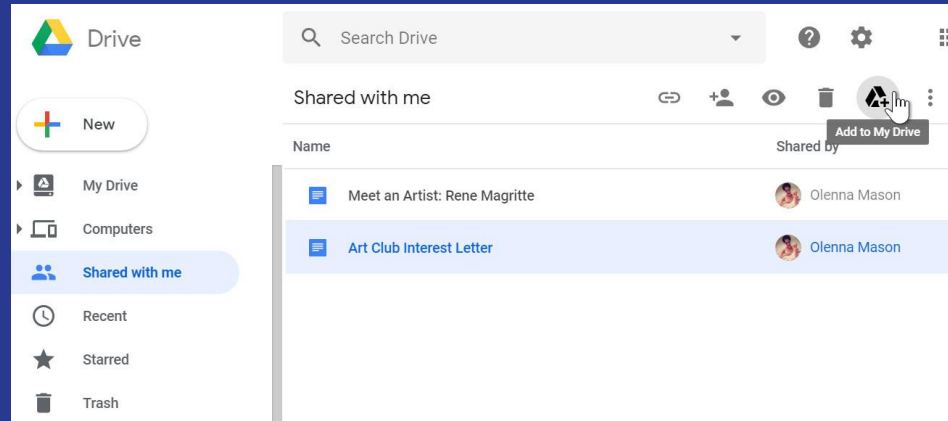 Drive
Search Drive
Shared with me
New
Add to My Drive
Name
Shared by
My Drive
Meet an Artist: Rene Magritte
Olenna Mason
Computers
Art Club Interest Letter
Olenna Mason
Shared with me
Recent
Starred
Trash